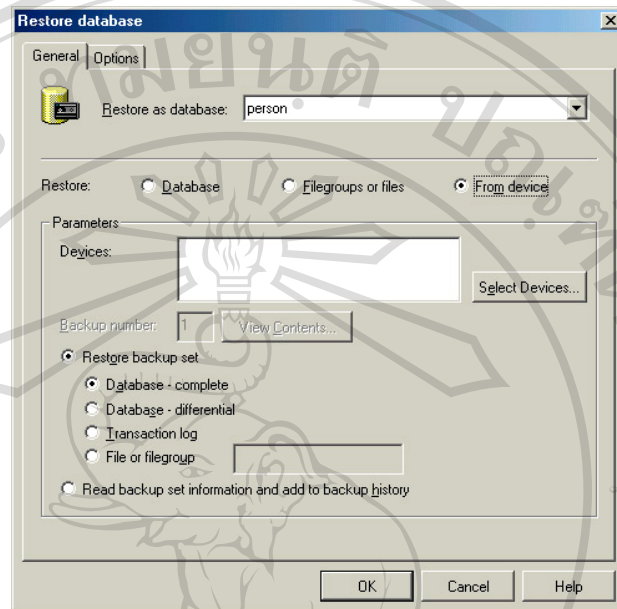 Restore database
General
Options
Restore as database: person
Restore: Database Filegroups or files From device
Parameters
Devices:
Select Devices...
Backup number: 1 View Contents...
Restore backup set
Database - complete
Database - differential
Transaction log
File or filegroup
Read backup set information and add to backup history
OK Cancel Help